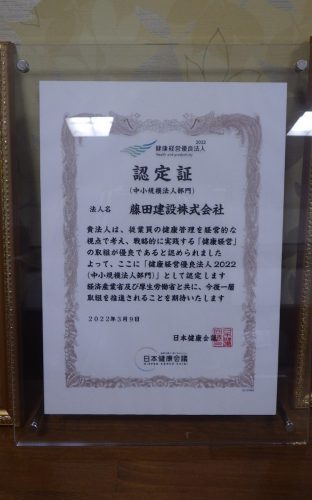 2022
健康経営優良法人
Health and productivity
認定証
(中小規模法人部門)
法人名 藤田建設株式会社
貴法人は、従業員の健康管理を経営的な
視点で考え、戦略的に実践する「健康経営」
の取組が優良であると認められました
よって、ここに「健康経営優良法人2022
(中小規模法人部門)」として認定します
経済産業省及び厚生労働省と共に、今後一層
取組を推進されることを期待いたします
2022年3月9日
日本健康会議
日本健康会議
NIPPON KENKO KAIGI